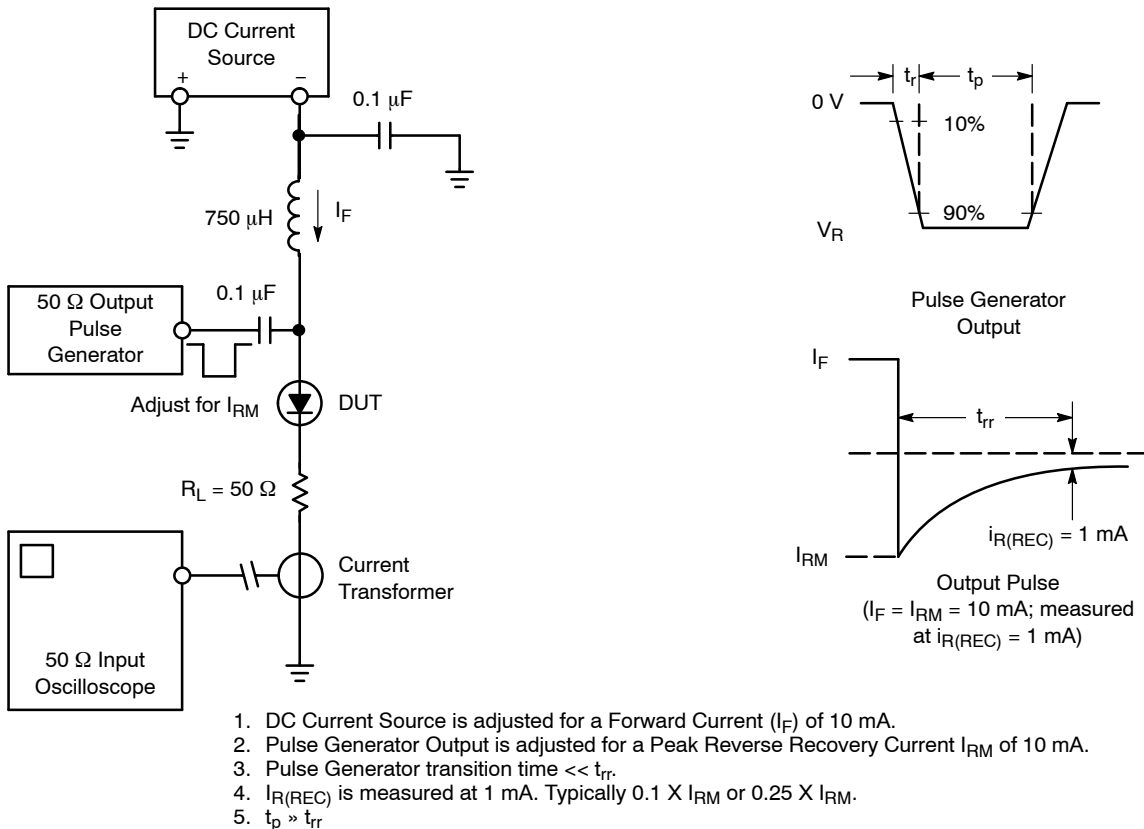 DC Current
Source
+
−
0.1 μF
750 μH
I_F
50 Ω Output
Pulse
Generator
0.1 μF
Adjust for I_RM
DUT
R_L = 50 Ω
50 Ω Input
Oscilloscope
Current
Transformer
t_r
t_p
0 V
10%
90%
V_R
Pulse Generator
Output
I_F
t_rr
i_R(REC) = 1 mA
I_RM
Output Pulse
(I_F = I_RM = 10 mA; measured
at i_R(REC) = 1 mA)
1. DC Current Source is adjusted for a Forward Current (I_F) of 10 mA.
2. Pulse Generator Output is adjusted for a Peak Reverse Recovery Current I_RM of 10 mA.
3. Pulse Generator transition time << t_rr.
4. I_R(REC) is measured at 1 mA. Typically 0.1 X I_RM or 0.25 X I_RM.
5. t_p » t_rr